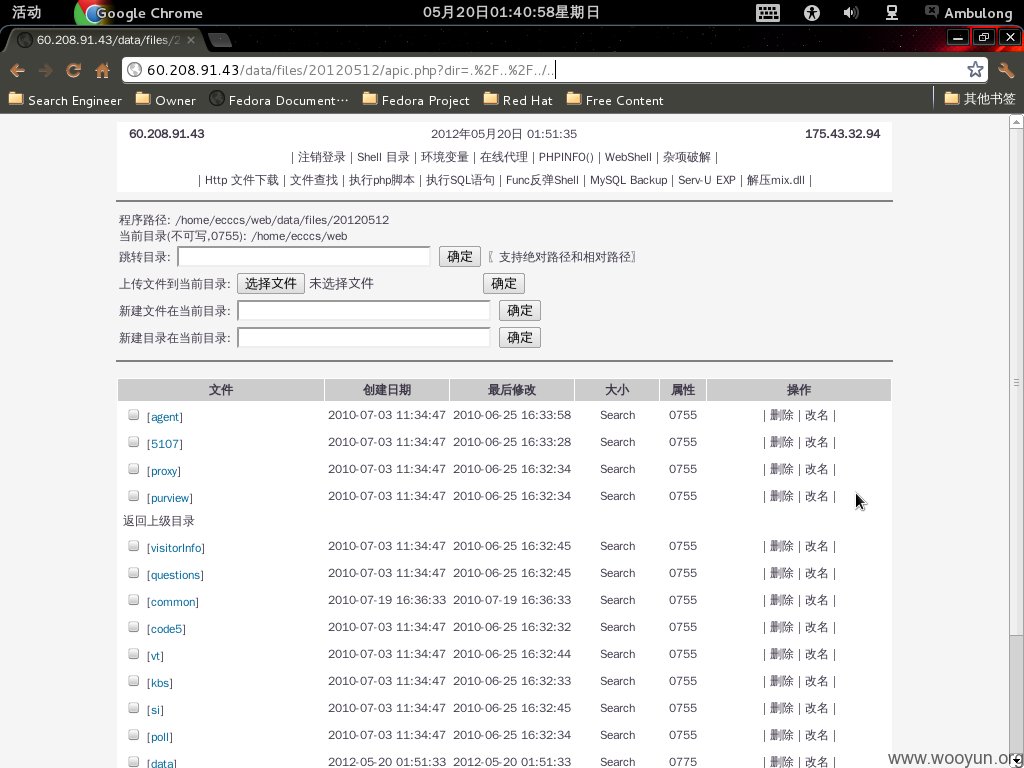 活动 Google Chrome 05月20日01:40:58星期日 Ambulong
60.208.91.43/data/files/2
60.208.91.43/data/files/20120512/apic.php?dir=.%2F..%2F../..
Search Engineer Owner Fedora Document··· Fedora Project Red Hat Free Content 其他书签
60.208.91.43 2012年05月20日 01:51:35 175.43.32.94
| 注销登录 | Shell 目录 | 环境变量 | 在线代理 | PHPINFO() | WebShell | 杂项破解 |
| Http 文件下载 | 文件查找 | 执行php脚本 | 执行SQL语句 | Func反弹Shell | MySQL Backup | Serv-U EXP | 解压mix.dll |
程序路径: /home/ecccs/web/data/files/20120512
当前目录(不可写,0755): /home/ecccs/web
跳转目录: 确定 〖支持绝对路径和相对路径〗
上传文件到当前目录: 选择文件 未选择文件 确定
新建文件在当前目录: 确定
新建目录在当前目录: 确定
文件 创建日期 最后修改 大小 属性 操作
[agent] 2010-07-03 11:34:47 2010-06-25 16:33:58 Search 0755 | 删除 | 改名 |
[5107] 2010-07-03 11:34:47 2010-06-25 16:33:28 Search 0755 | 删除 | 改名 |
[proxy] 2010-07-03 11:34:47 2010-06-25 16:32:34 Search 0755 | 删除 | 改名 |
[purview] 2010-07-03 11:34:47 2010-06-25 16:32:34 Search 0755 | 删除 | 改名 |
返回上级目录
[visitorInfo] 2010-07-03 11:34:47 2010-06-25 16:32:45 Search 0755 | 删除 | 改名 |
[questions] 2010-07-03 11:34:47 2010-06-25 16:32:45 Search 0755 | 删除 | 改名 |
[common] 2010-07-19 16:36:33 2010-07-19 16:36:33 Search 0755 | 删除 | 改名 |
[code5] 2010-07-03 11:34:47 2010-06-25 16:32:32 Search 0755 | 删除 | 改名 |
[vt] 2010-07-03 11:34:47 2010-06-25 16:32:44 Search 0755 | 删除 | 改名 |
[kbs] 2010-07-03 11:34:47 2010-06-25 16:32:33 Search 0755 | 删除 | 改名 |
[si] 2010-07-03 11:34:47 2010-06-25 16:32:45 Search 0755 | 删除 | 改名 |
[poll] 2010-07-03 11:34:47 2010-06-25 16:32:34 Search 0755 | 删除 | 改名 |
[data] 2012-05-20 01:51:33 2012-05-20 01:51:33 Search 0775 | 删除 | 改名 |
www.wooyun.org